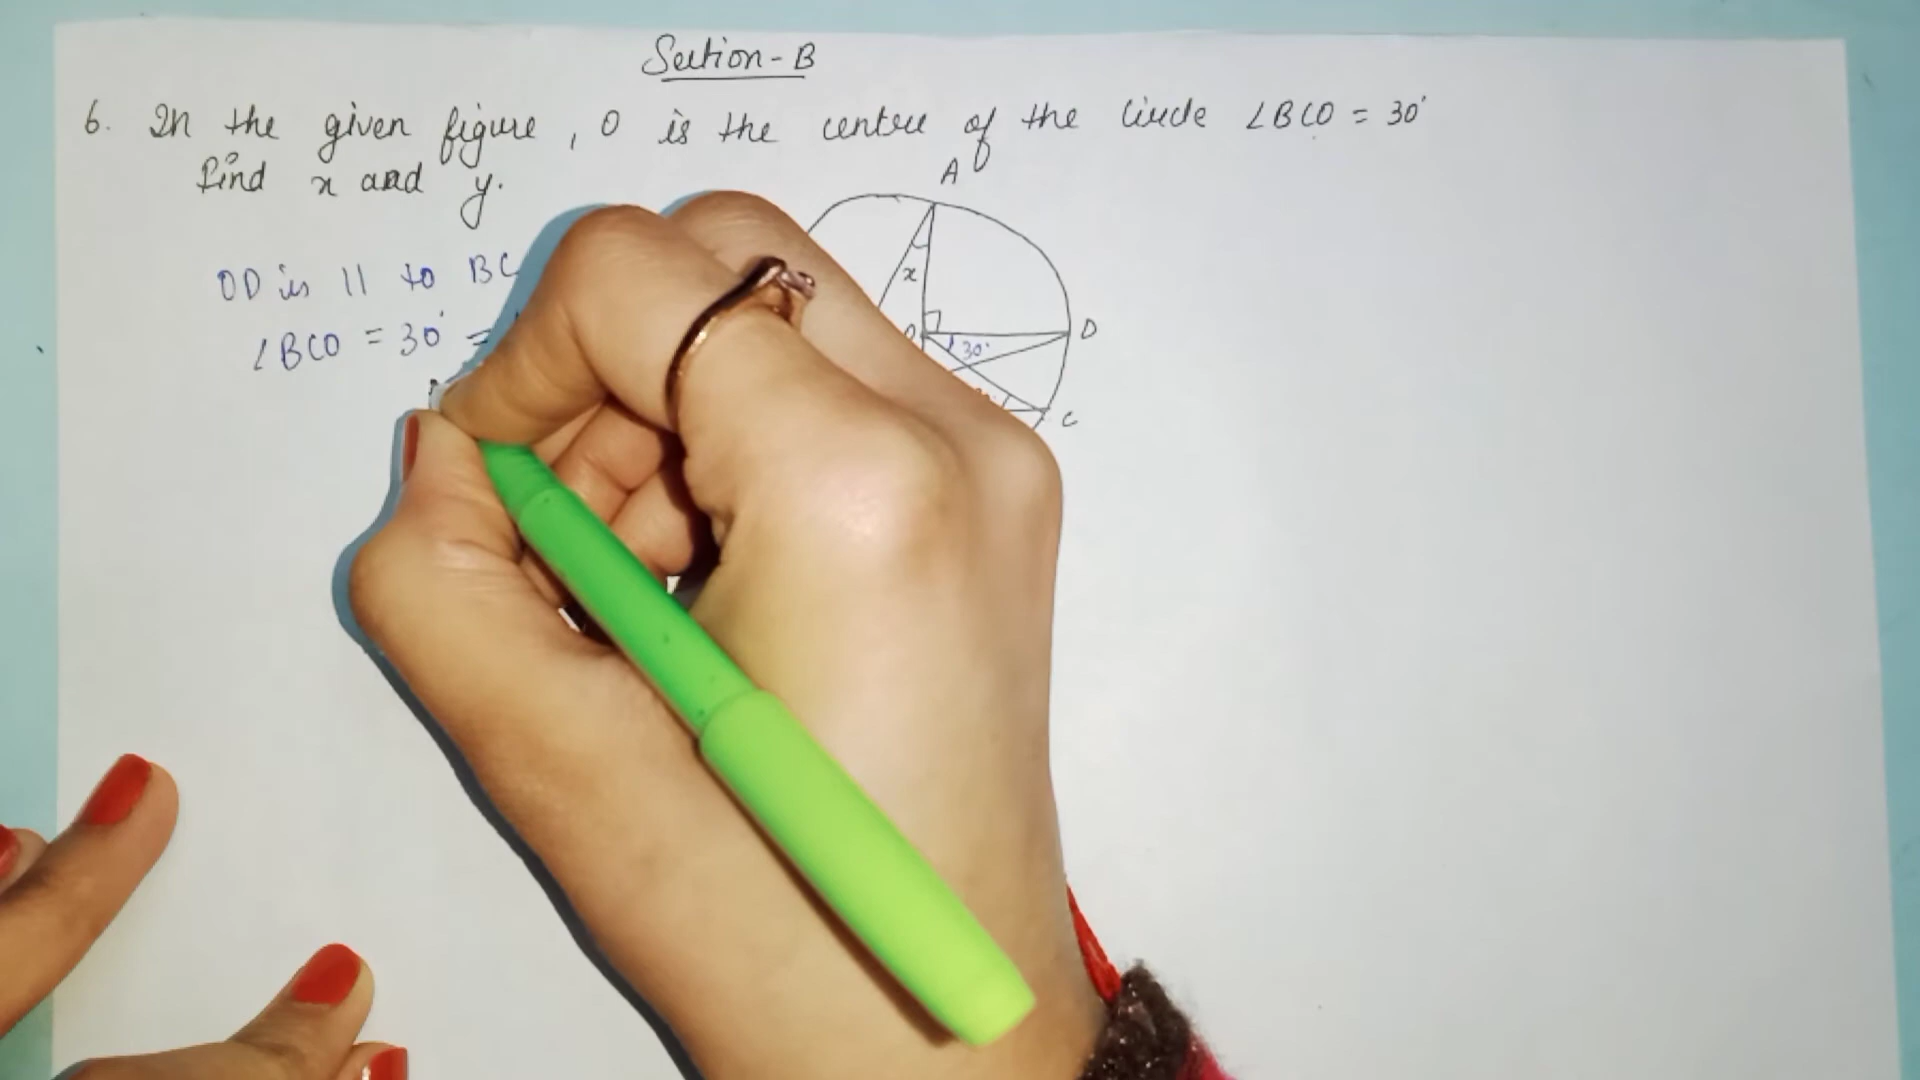 Section - B
6. In the given figure, O is the centre of the circle ∠BCO = 30°
find x and y.
A
OD is || to BC
x
∠BCO = 30° =
O
D
30°
C